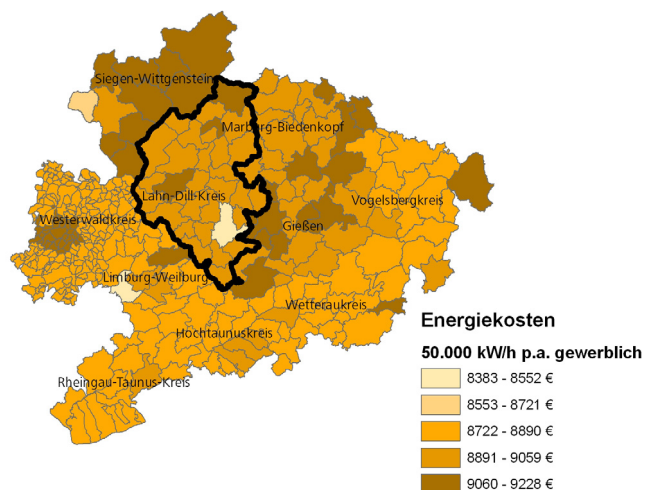 Siegen-Wittgenstein
Marburg-Biedenkopf
Lahn-Dill-Kreis
Vogelsbergkreis
Westerwaldkreis
Gießen
Limburg-Weilburg
Wetteraukreis
Hochtaunuskreis
Rheingau-Taunus-Kreis
Energiekosten
50.000 kW/h p.a. gewerblich
8383 - 8552 €
8553 - 8721 €
8722 - 8890 €
8891 - 9059 €
9060 - 9228 €